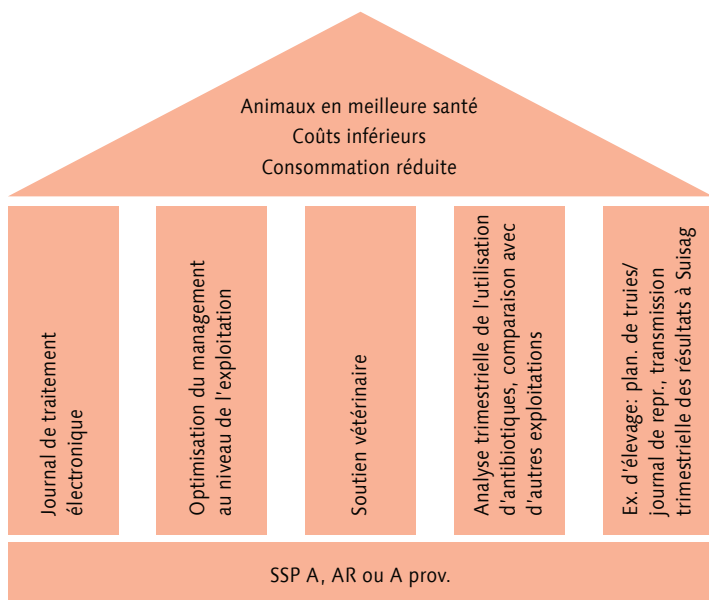 Animaux en meilleure santé
Coûts inférieurs
Consommation réduite
Journal de traitement
électronique
Optimisation du management
au niveau de l'exploitation
Soutien vétérinaire
Analyse trimestrielle de l'utilisation
d'antibiotiques, comparaison avec
d'autres exploitations
Ex. d'élevage: plan. de truies/
journal de repr., transmission
trimestrielle des résultats à Suisag
SSP A, AR ou A prov.